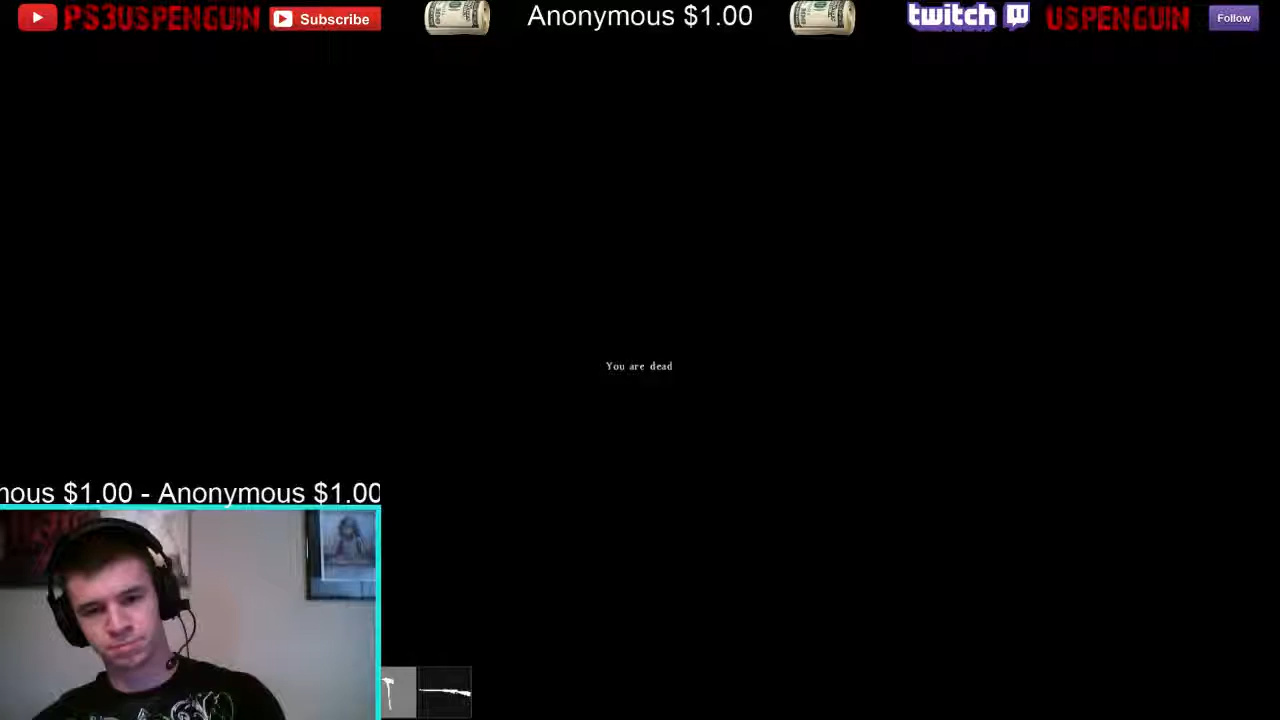 PS3USPENGUIN Subscribe Anonymous $1.00 twitch USPENGUIN Follow
You are dead
nous $1.00 - Anonymous $1.00